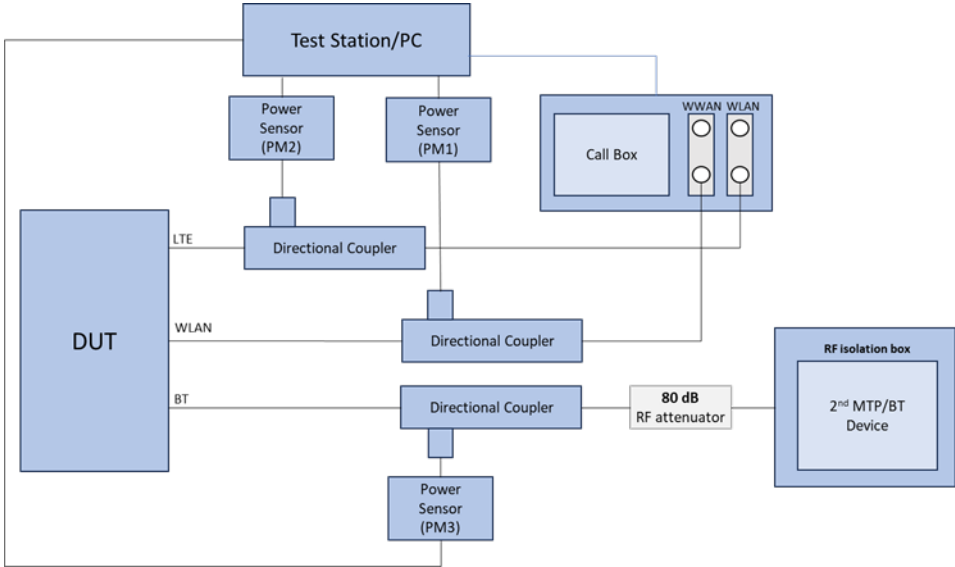 Test Station/PC
Power
Sensor
(PM2)
Power
Sensor
(PM1)
WWAN WLAN
Call Box
LTE
Directional Coupler
DUT
WLAN
Directional Coupler
RF isolation box
BT
Directional Coupler
80 dB
RF attenuator
2nd MTP/BT
Device
Power
Sensor
(PM3)